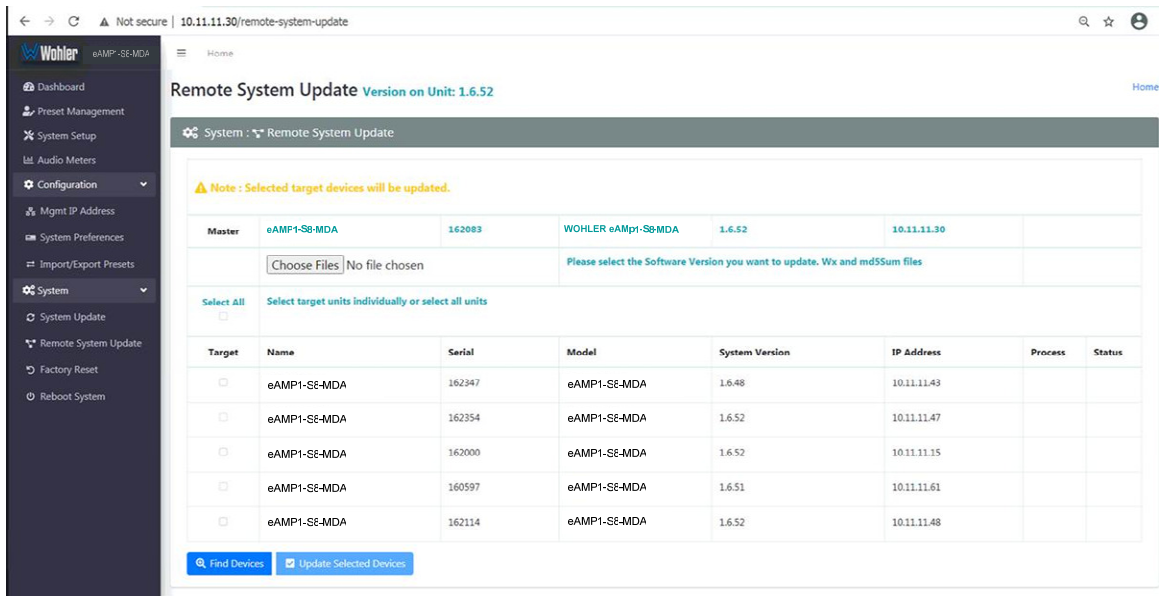 Not secure | 10.11.11.30/remote-system-update
Wohler eAMP1-S8-MDA
Home
Dashboard
Preset Management
System Setup
Audio Meters
Configuration
Mgmt IP Address
System Preferences
Import/Export Presets
System
System Update
Remote System Update
Factory Reset
Reboot System
Remote System Update Version on Unit: 1.6.52
Home
System : Remote System Update
Note : Selected target devices will be updated.
Master eAMP1-S8-MDA 162083 WOHLER eAMp1-S8-MDA 1.6.52 10.11.11.30
Choose Files No file chosen Please select the Software Version you want to update. Wx and md5Sum files
Select All Select target units individually or select all units
Target Name Serial Model System Version IP Address Process Status
eAMP1-S8-MDA 162347 eAMP1-S8-MDA 1.6.48 10.11.11.43
eAMP1-S8-MDA 162354 eAMP1-S8-MDA 1.6.52 10.11.11.47
eAMP1-S8-MDA 162000 eAMP1-S8-MDA 1.6.52 10.11.11.15
eAMP1-S8-MDA 160597 eAMP1-S8-MDA 1.6.51 10.11.11.61
eAMP1-S8-MDA 162114 eAMP1-S8-MDA 1.6.52 10.11.11.48
Find Devices Update Selected Devices